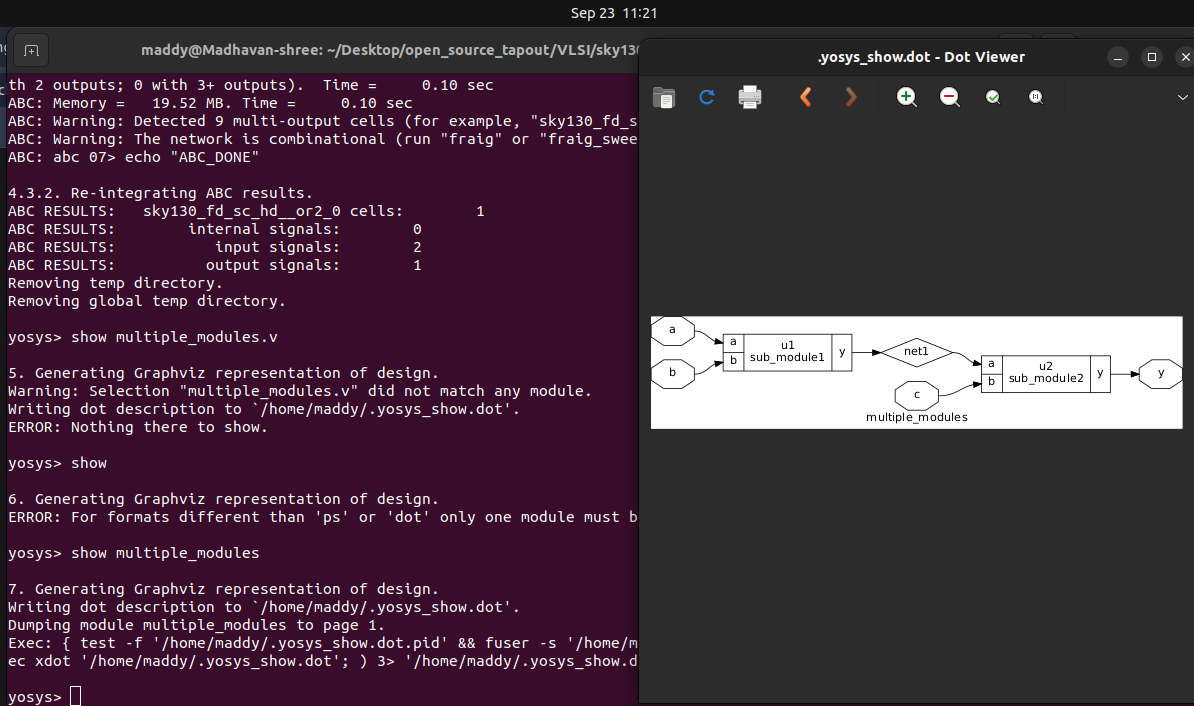 Sep 23 11:21
maddy@Madhavan-shree: ~/Desktop/open_source_tapout/VLSI/sky130
th 2 outputs; 0 with 3+ outputs).  Time =     0.10 sec
ABC: Memory =   19.52 MB. Time =     0.10 sec
ABC: Warning: Detected 9 multi-output cells (for example, "sky130_fd_s
ABC: Warning: The network is combinational (run "fraig" or "fraig_swee
ABC: abc 07> echo "ABC_DONE"
4.3.2. Re-integrating ABC results.
ABC RESULTS:   sky130_fd_sc_hd__or2_0 cells:        1
ABC RESULTS:        internal signals:        0
ABC RESULTS:           input signals:        2
ABC RESULTS:          output signals:        1
Removing temp directory.
Removing global temp directory.
yosys> show multiple_modules.v
5. Generating Graphviz representation of design.
Warning: Selection "multiple_modules.v" did not match any module.
Writing dot description to `/home/maddy/.yosys_show.dot'.
ERROR: Nothing there to show.
yosys> show
6. Generating Graphviz representation of design.
ERROR: For formats different than 'ps' or 'dot' only one module must b
yosys> show multiple_modules
7. Generating Graphviz representation of design.
Writing dot description to `/home/maddy/.yosys_show.dot'.
Dumping module multiple_modules to page 1.
Exec: { test -f '/home/maddy/.yosys_show.dot.pid' && fuser -s '/home/m
ec xdot '/home/maddy/.yosys_show.dot'; ) 3> '/home/maddy/.yosys_show.d
yosys>
.yosys_show.dot - Dot Viewer
a
b
a
b
u1
sub_module1
y
net1
c
a
b
u2
sub_module2
y
y
multiple_modules